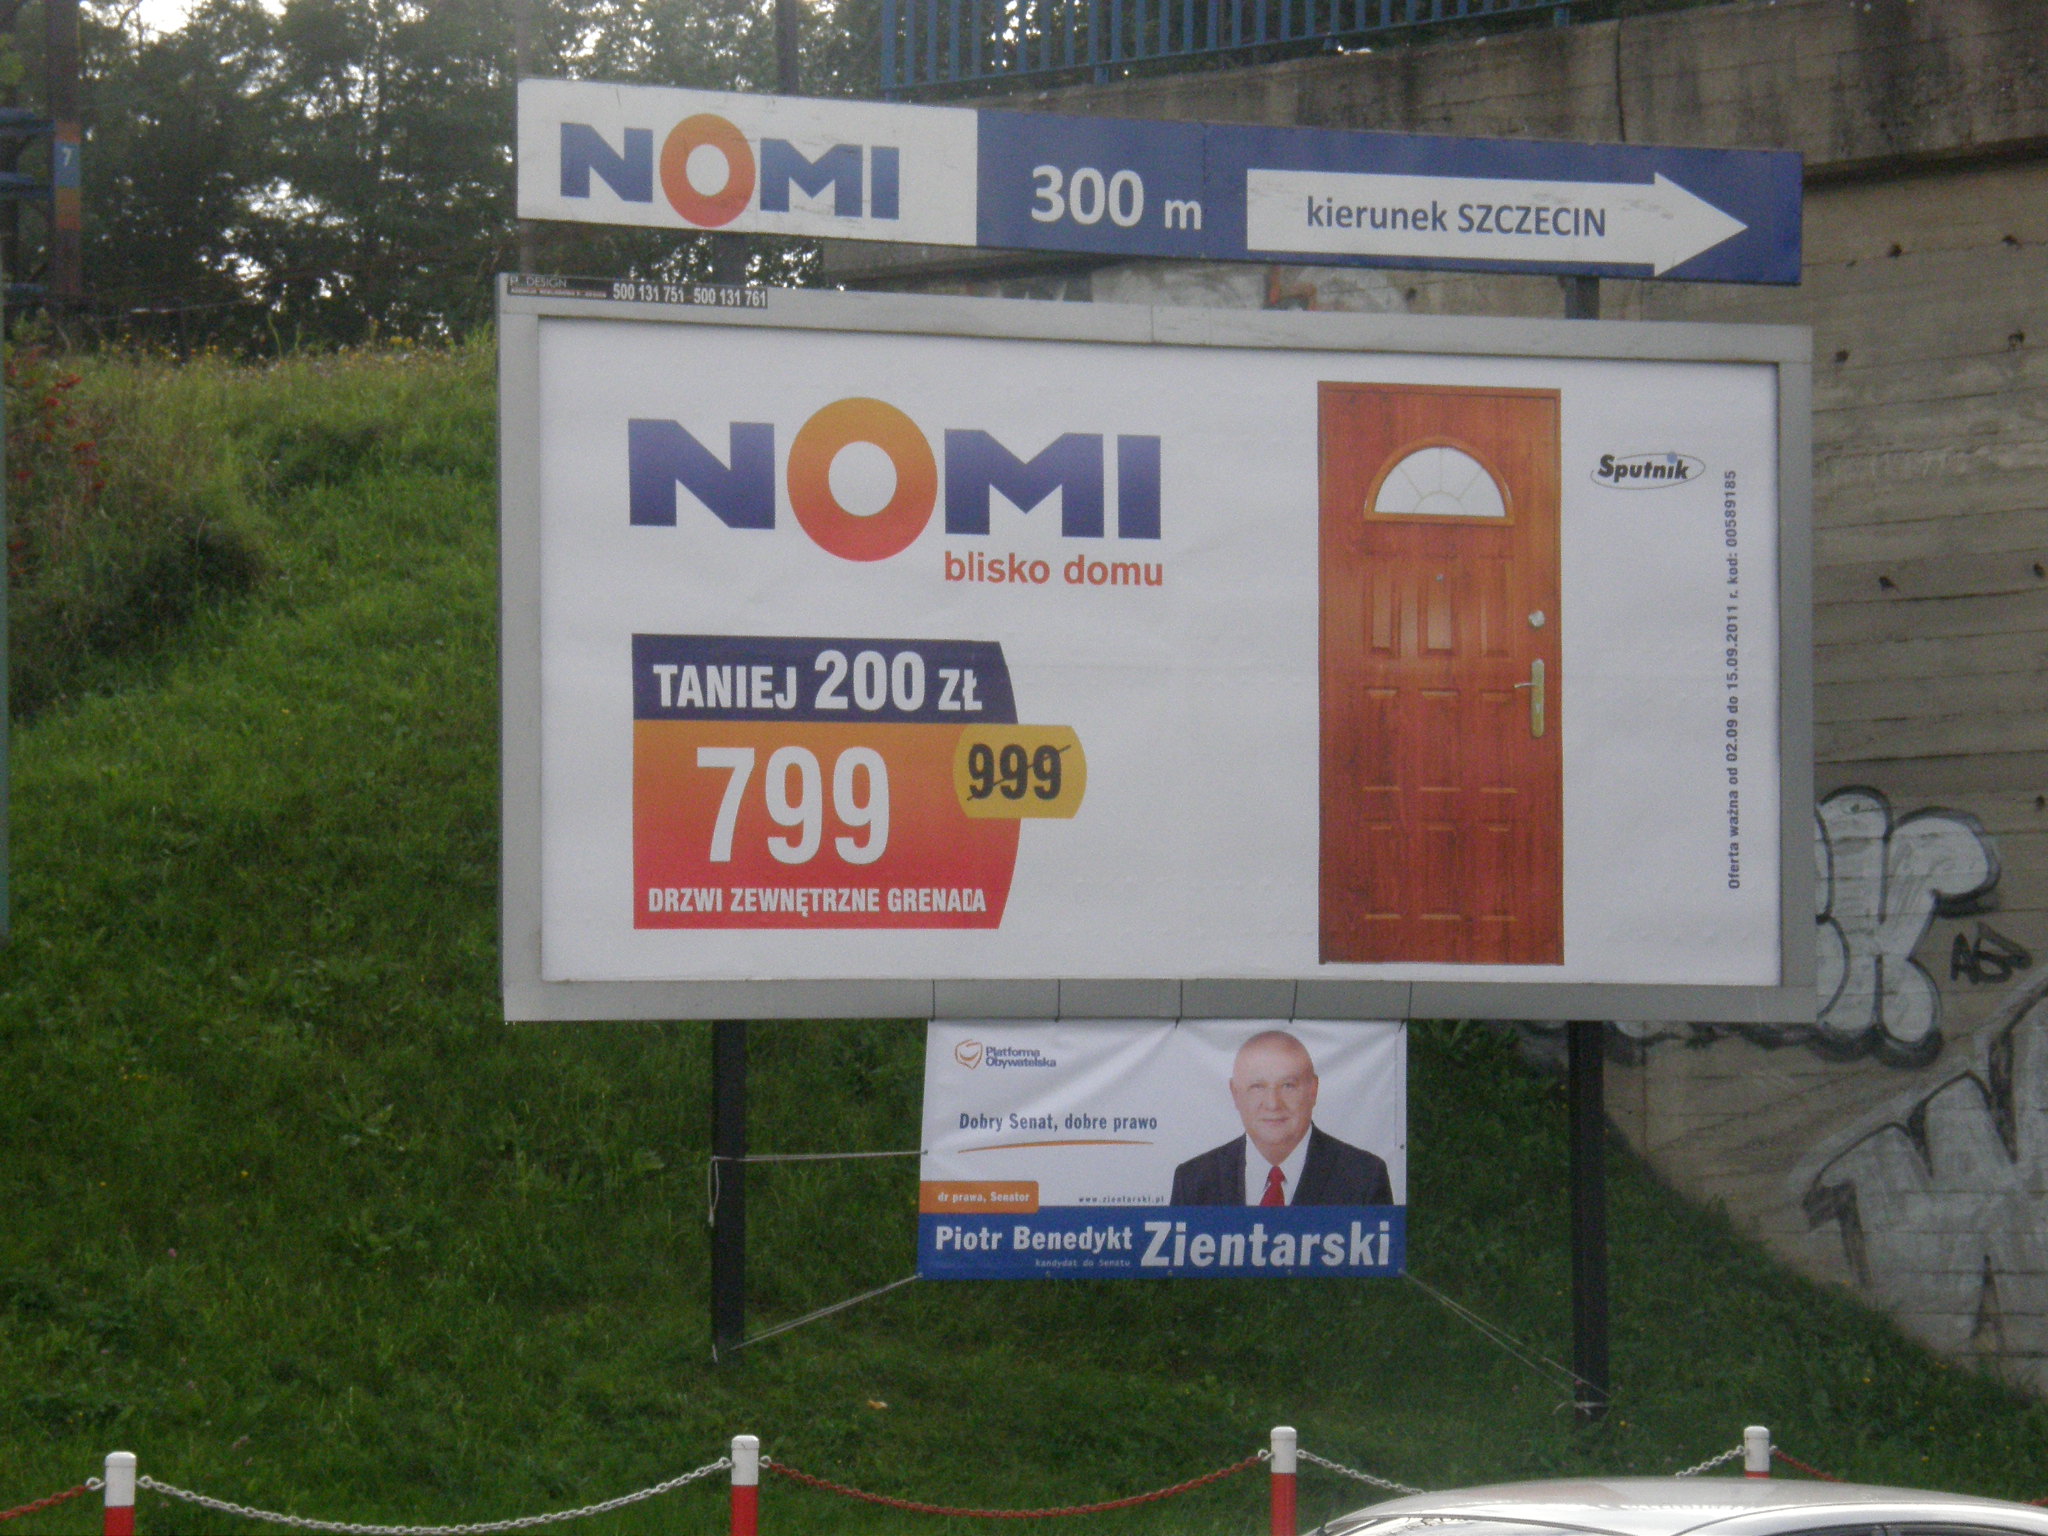 NOMI 300 m kierunek SZCZECIN
DESIGN
500 131 751 500 131 761
NOMI
blisko domu
Sputnik
Oferta ważna od 02.09 do 15.09.2011 r. kod: 00589185
TANIEJ 200 ZŁ
799
999
DRZWI ZEWNĘTRZNE GRENADA
Platforma
Obywatelska
Dobry Senat, dobre prawo
dr prawa, Senator
www.zientarski.pl
Piotr Benedykt Zientarski
kandydat do Senatu
7